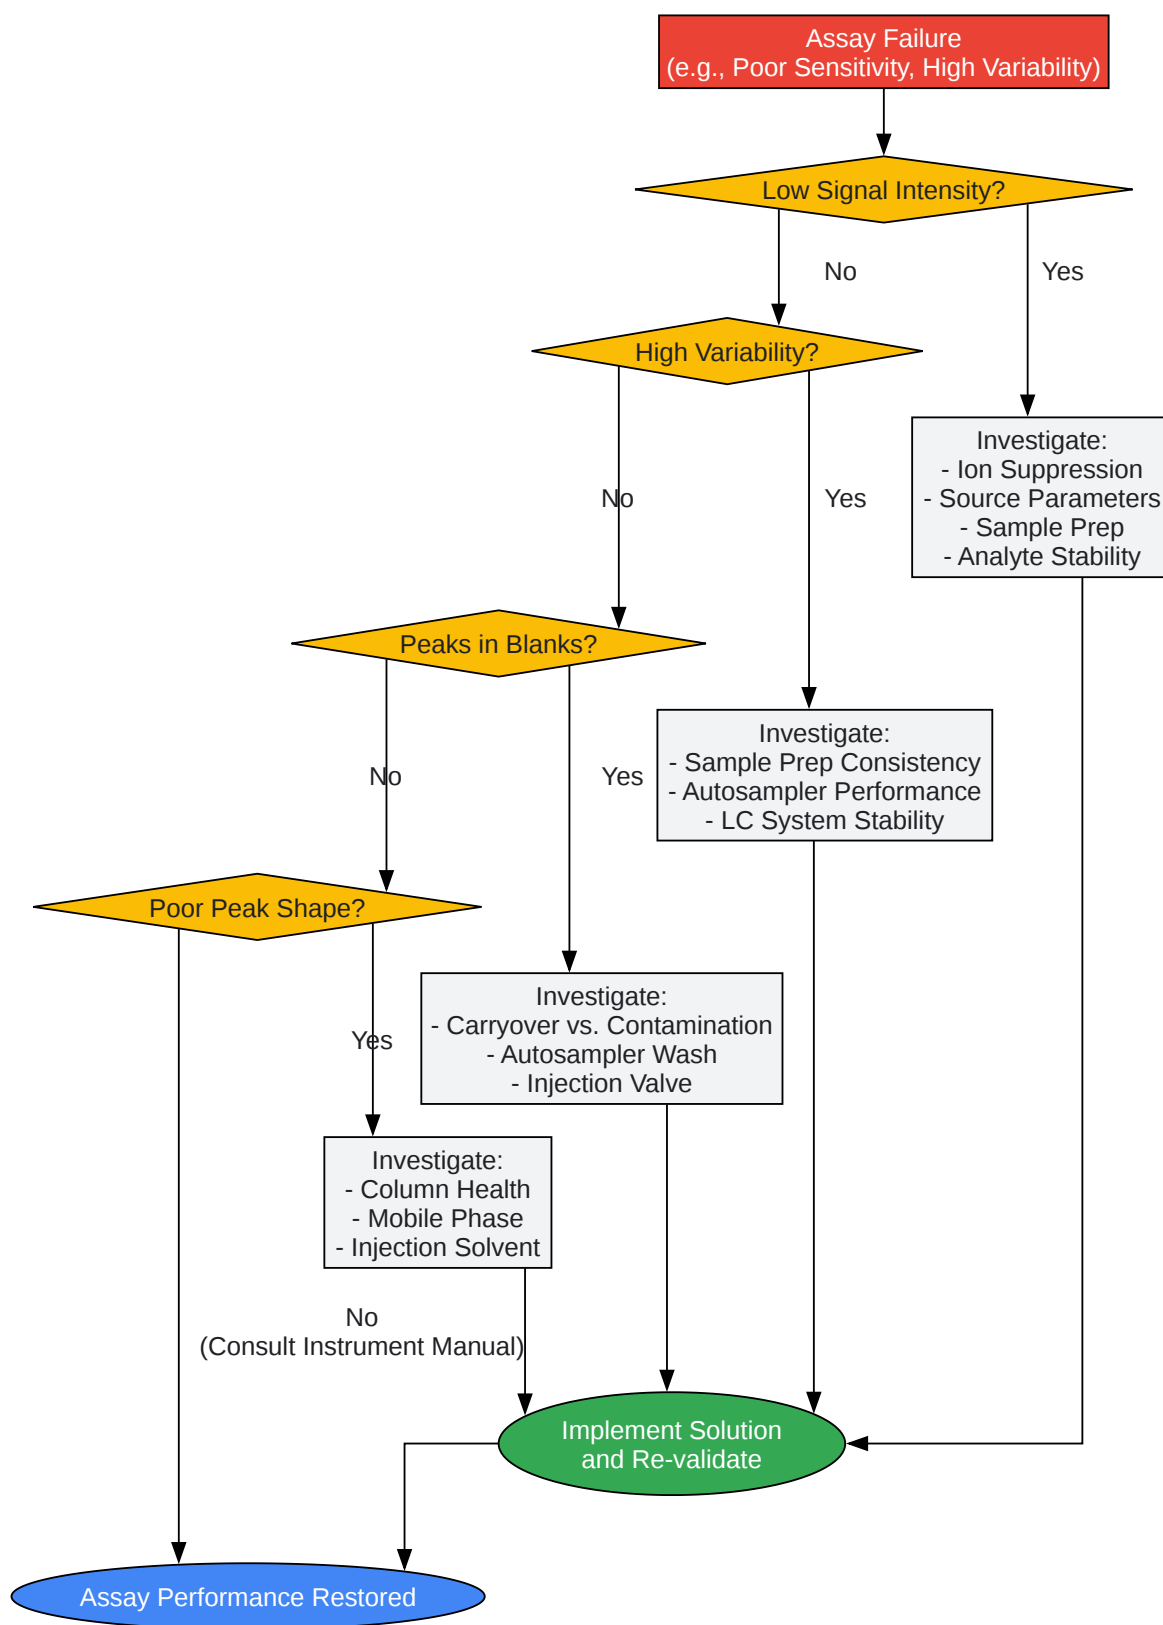 Assay Failure
(e.g., Poor Sensitivity, High Variability)
Low Signal Intensity?
No
Yes
High Variability?
Investigate:
- Ion Suppression
- Source Parameters
- Sample Prep
- Analyte Stability
No
Yes
Peaks in Blanks?
Investigate:
- Sample Prep Consistency
- Autosampler Performance
- LC System Stability
No
Yes
Poor Peak Shape?
Investigate:
- Carryover vs. Contamination
- Autosampler Wash
- Injection Valve
Yes
Investigate:
- Column Health
- Mobile Phase
- Injection Solvent
No
(Consult Instrument Manual)
Implement Solution
and Re-validate
Assay Performance Restored